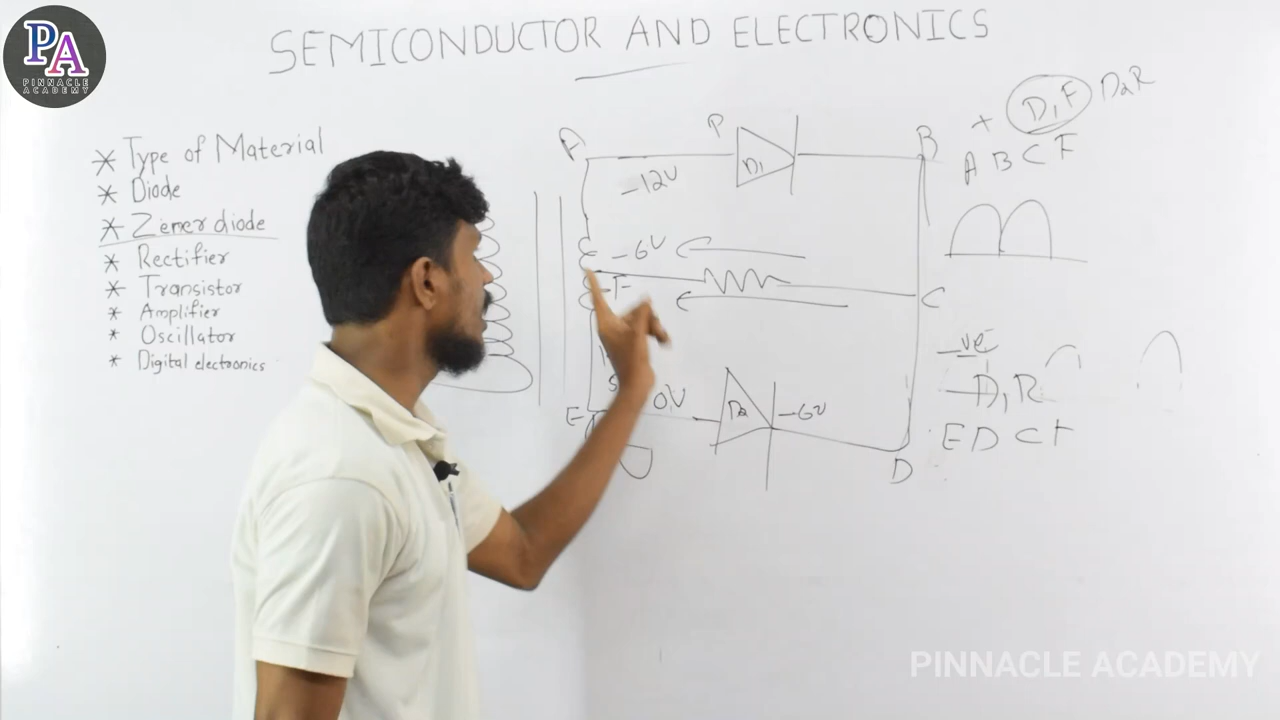 PA
PINNACLE
ACADEMY
SEMICONDUCTOR AND ELECTRONICS
* Type of Material
* Diode
* Zener diode
* Rectifier
* Transistor
* Amplifier
* Oscillator
* Digital electronics
A
P
D1
B
-12V
-6V
F
C
E
0V
D2
-6V
D
+ D1F D2R
A B C F
-ve
D1R
E D C F
PINNACLE ACADEMY